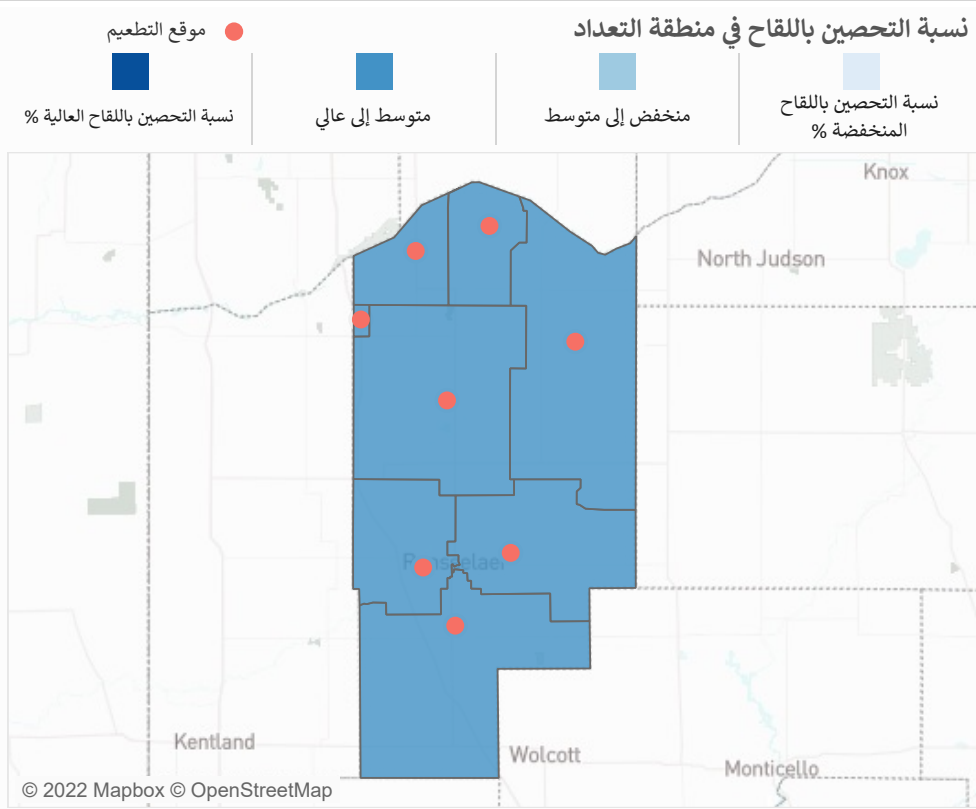 نسبة التحصين باللقاح في منطقة التعداد
موقع التطعيم
نسبة التحصين باللقاح
المنخفضة %
منخفض إلى متوسط
متوسط إلى عالي
نسبة التحصين باللقاح العالية %
Knox
North Judson
Rensselaer
Kentland
Wolcott
Monticello
© 2022 Mapbox © OpenStreetMap